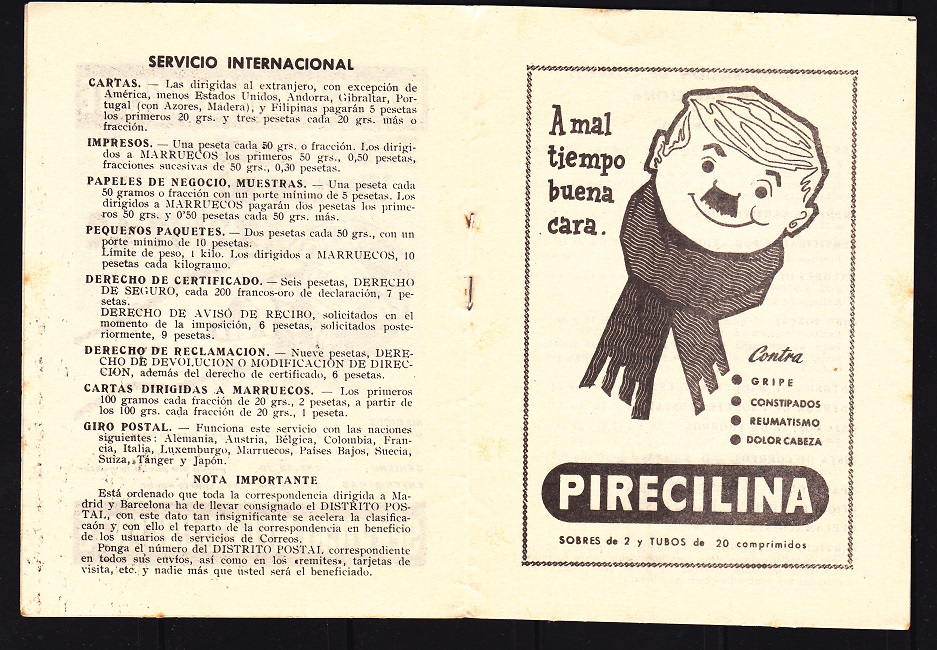 SERVICIO INTERNACIONAL
CARTAS. — Las dirigidas al extranjero, con excepción de
América, menos Estados Unidos, Andorra, Gibraltar, Por-
tugal (con Azores, Madera), y Filipinas pagarán 5 pesetas
los primeros 20 grs. y tres pesetas cada 20 grs. más o
fracción.
IMPRESOS. — Una peseta cada 50 grs. o fracción. Los dirigi-
dos a MARRUECOS los primeros 50 grs., 0,50 pesetas,
fracciones sucesivas de 50 grs., 0,30 pesetas.
PAPELES DE NEGOCIO, MUESTRAS. — Una peseta cada
50 gramos o fracción con un porte mínimo de 5 pesetas. Los
dirigidos a MARRUECOS pagarán dos pesetas los prime-
ros 50 grs. y 0'50 pesetas cada 50 grs. más.
PEQUEÑOS PAQUETES. — Dos pesetas cada 50 grs., con un
porte mínimo de 10 pesetas.
Límite de peso, 1 kilo. Los dirigidos a MARRUECOS, 10
pesetas cada kilogramo.
DERECHO DE CERTIFICADO. — Seis pesetas, DERECHO
DE SEGURO, cada 200 francos-oro de declaración, 7 pe-
setas.
DERECHO DE AVISO DE RECIBO, solicitados en el
momento de la imposición, 6 pesetas, solicitados poste-
riormente, 9 pesetas.
DERECHO DE RECLAMACION. — Nueve pesetas, DERE-
CHO DE DEVOLUCION O MODIFICACIÓN DE DIREC-
CION, además del derecho de certificado, 6 pesetas.
CARTAS DIRIGIDAS A MARRUECOS. — Los primeros
100 gramos cada fracción de 20 grs., 2 pesetas, a partir de
los 100 grs. cada fracción de 20 grs., 1 peseta.
GIRO POSTAL. — Funciona este servicio con las naciones
siguientes: Alemania, Austria, Bélgica, Colombia, Fran-
cia, Italia, Luxemburgo, Marruecos, Países Bajos, Suecia,
Suiza, Tánger y Japón.
NOTA IMPORTANTE
Está ordenado que toda la correspondencia dirigida a Ma-
drid y Barcelona ha de llevar consignado el DISTRITO POS-
TAL, con este dato tan insignificante se acelera la clasifica-
caón y con ello el reparto de la correspondencia en beneficio
de los usuarios de servicios de Correos.
Ponga el número del DISTRITO POSTAL correspondiente
en todos sus envíos, así como en los «remites», tarjetas de
visita, etc. y nadie más que usted será el beneficiado.
A mal
tiempo
buena
cara.
Contra
GRIPE
CONSTIPADOS
REUMATISMO
DOLOR CABEZA
PIRECILINA
SOBRES de 2 y TUBOS de 20 comprimidos